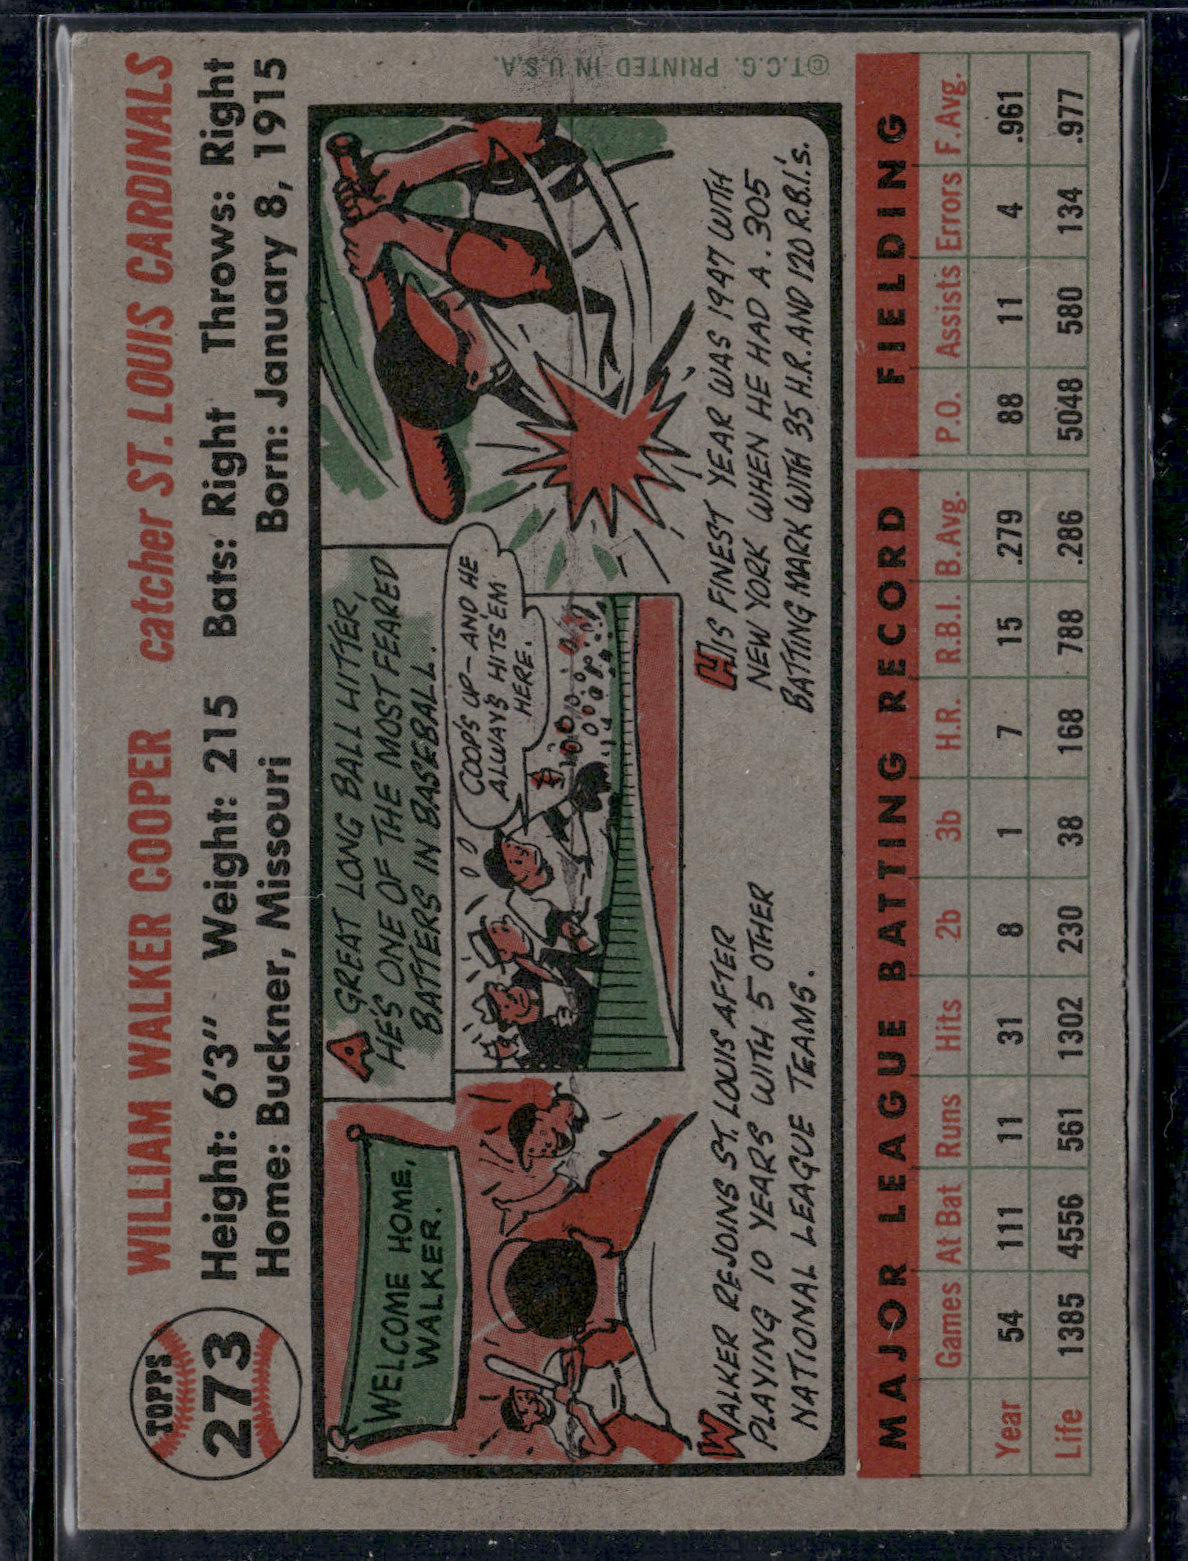 TOPPS
273
WILLIAM WALKER COOPER catcher ST. LOUIS CARDINALS
Height: 6'3" Weight: 215 Bats: Right Throws: Right
Home: Buckner, Missouri Born: January 8, 1915
WELCOME HOME,
WALKER.
WALKER REJOINS ST. LOUIS AFTER
PLAYING 10 YEARS WITH 5 OTHER
NATIONAL LEAGUE TEAMS.
A GREAT LONG BALL HITTER,
HE'S ONE OF THE MOST FEARED
BATTERS IN BASEBALL.
COOP'S UP- AND HE
ALWAYS HITS 'EM
HERE.
HIS FINEST YEAR WAS 1947 WITH
NEW YORK WHEN HE HAD A .305
BATTING MARK WITH 35 H.R. AND 120 R.B.I.'s.
©T.C.G. PRINTED IN U.S.A.
MAJOR LEAGUE BATTING RECORD FIELDING
Games At Bat Runs Hits 2b 3b H.R. R.B.I. B.Avg. P.O. Assists Errors F.Avg.
Year 54 111 11 31 8 1 7 15 .279 88 11 4 .961
Life 1385 4556 561 1302 230 38 168 788 .286 5048 580 134 .977